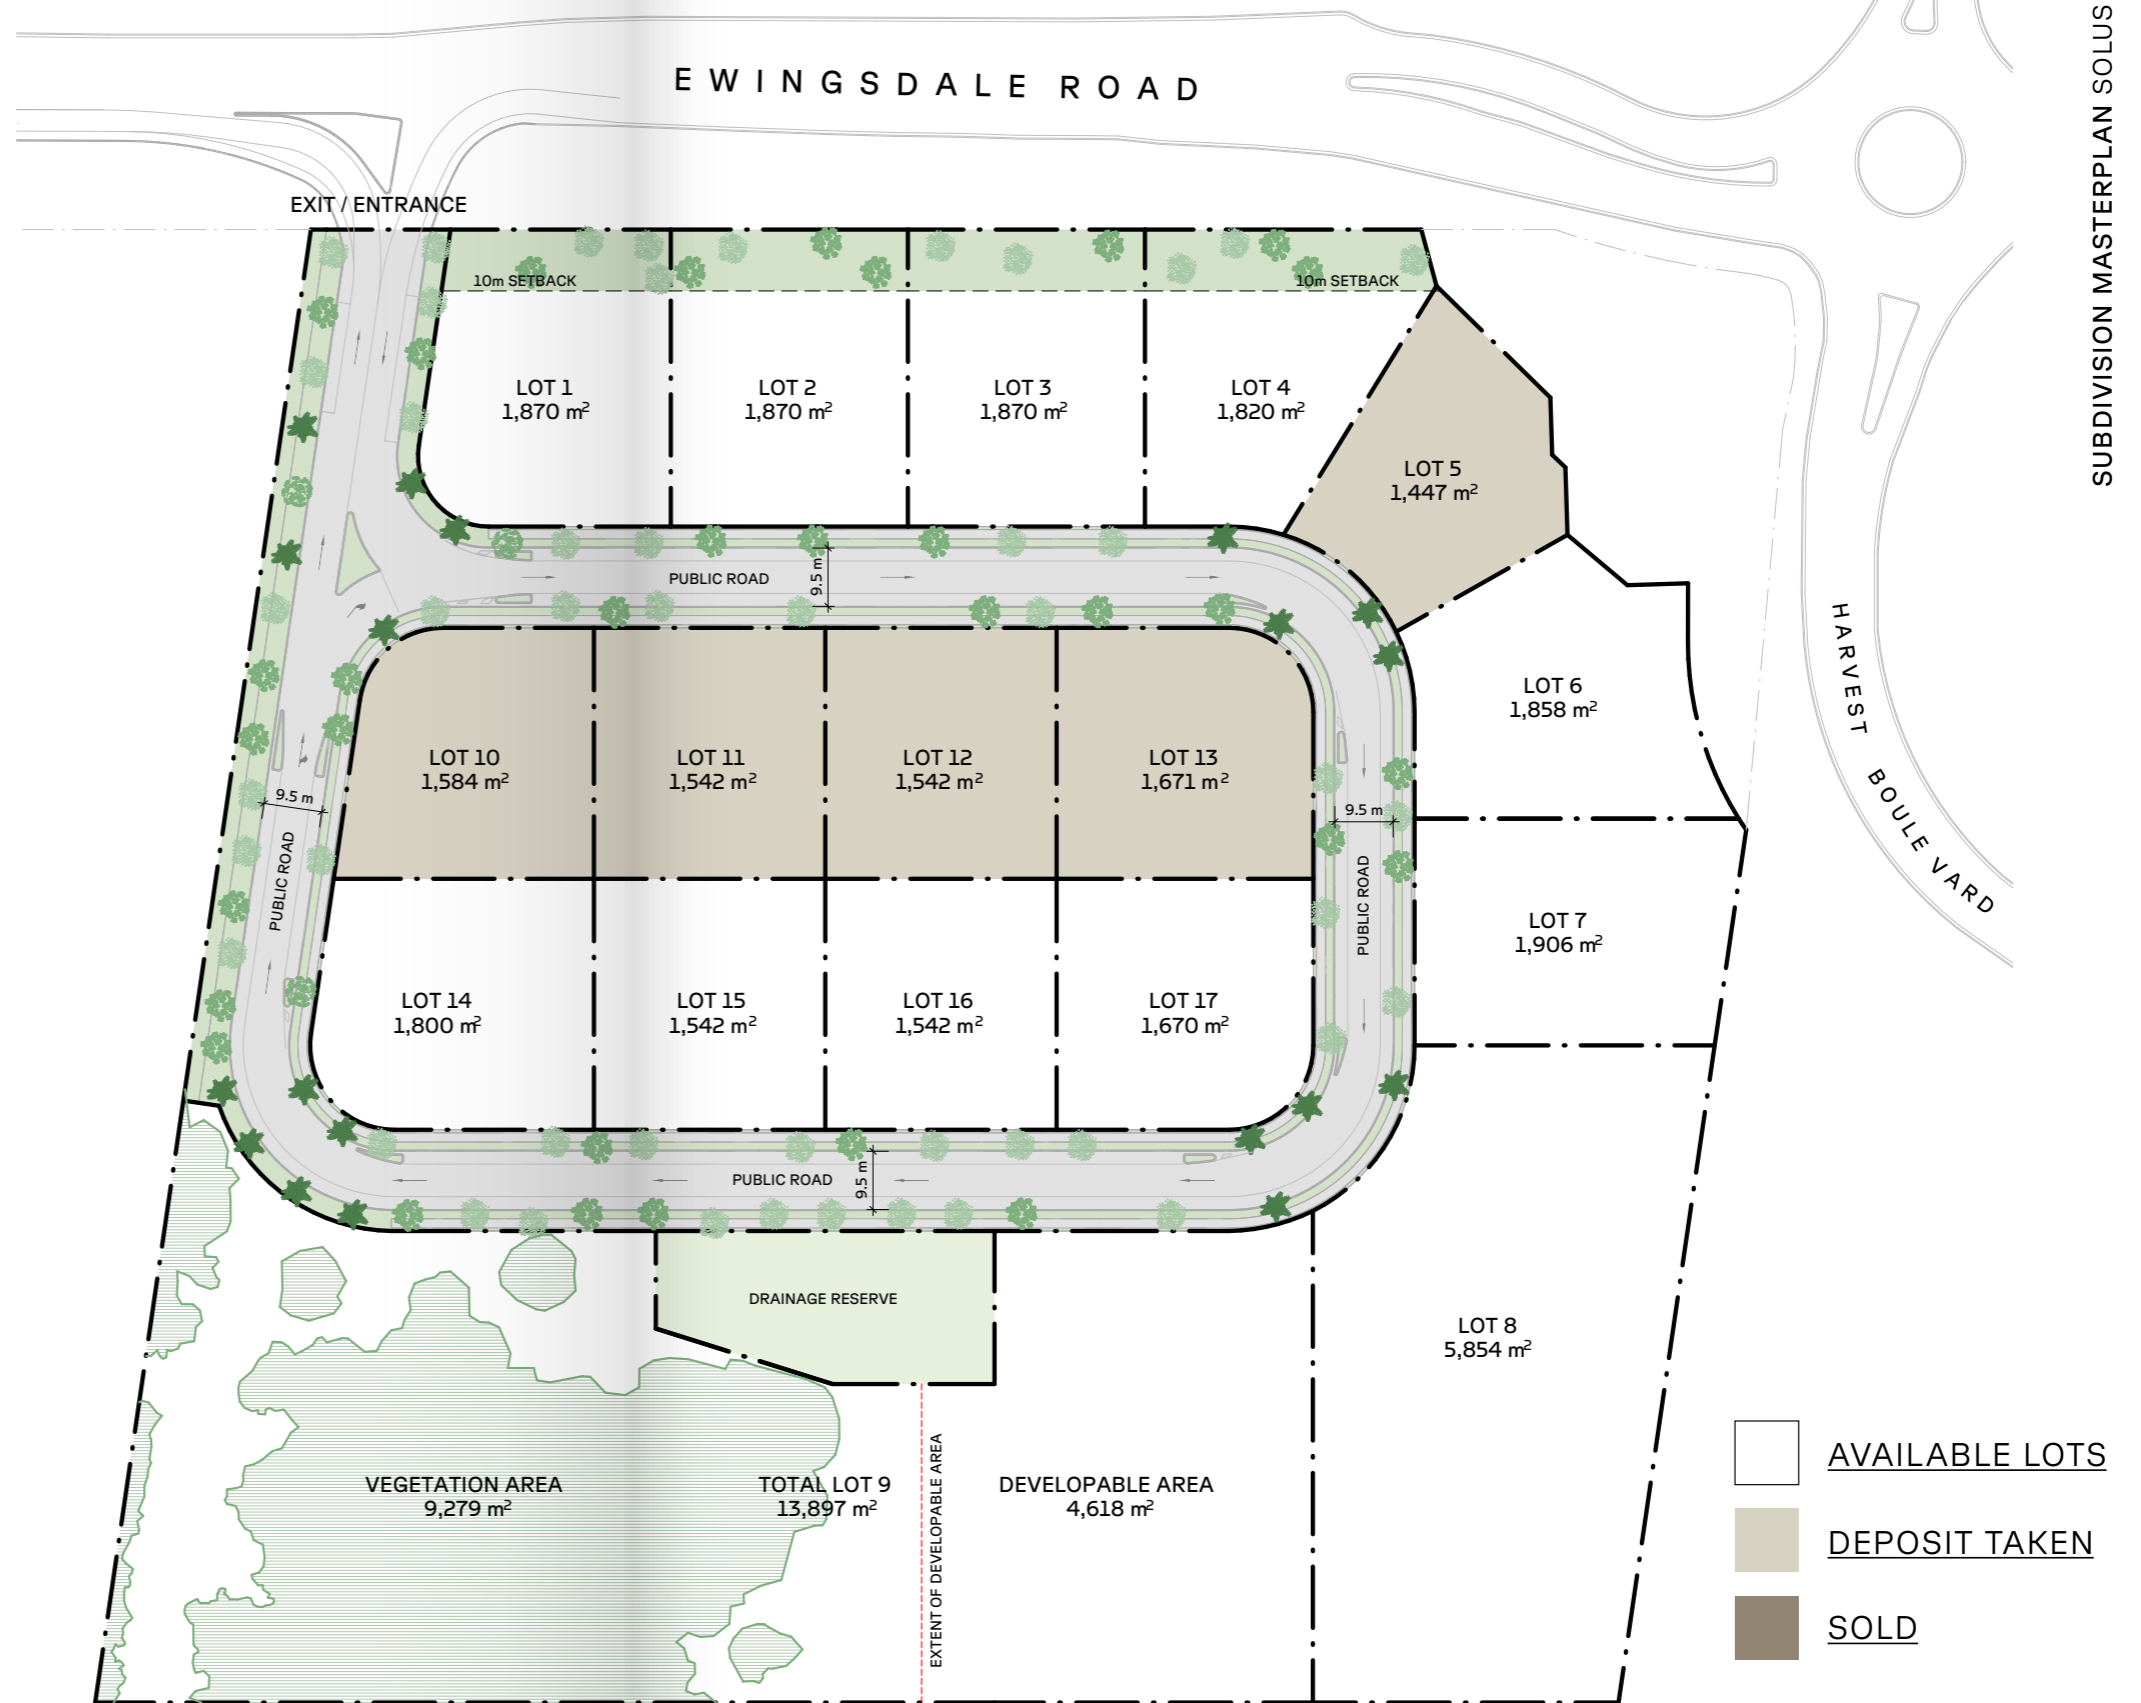 EWINGSDALE ROAD
SUBDIVISION MASTERPLAN SOLUS
EXIT / ENTRANCE
10m SETBACK
10m SETBACK
LOT 1
1,870 m²
LOT 2
1,870 m²
LOT 3
1,870 m²
LOT 4
1,820 m²
LOT 5
1,447 m²
PUBLIC ROAD
9.5 m
LOT 6
1,858 m²
HARVEST BOULEVARD
LOT 10
1,584 m²
LOT 11
1,542 m²
LOT 12
1,542 m²
LOT 13
1,671 m²
9.5 m
PUBLIC ROAD
9.5 m
PUBLIC ROAD
LOT 7
1,906 m²
LOT 14
1,800 m²
LOT 15
1,542 m²
LOT 16
1,542 m²
LOT 17
1,670 m²
PUBLIC ROAD
9.5 m
DRAINAGE RESERVE
LOT 8
5,854 m²
VEGETATION AREA
9,279 m²
TOTAL LOT 9
13,897 m²
EXTENT OF DEVELOPABLE AREA
DEVELOPABLE AREA
4,618 m²
AVAILABLE LOTS
DEPOSIT TAKEN
SOLD